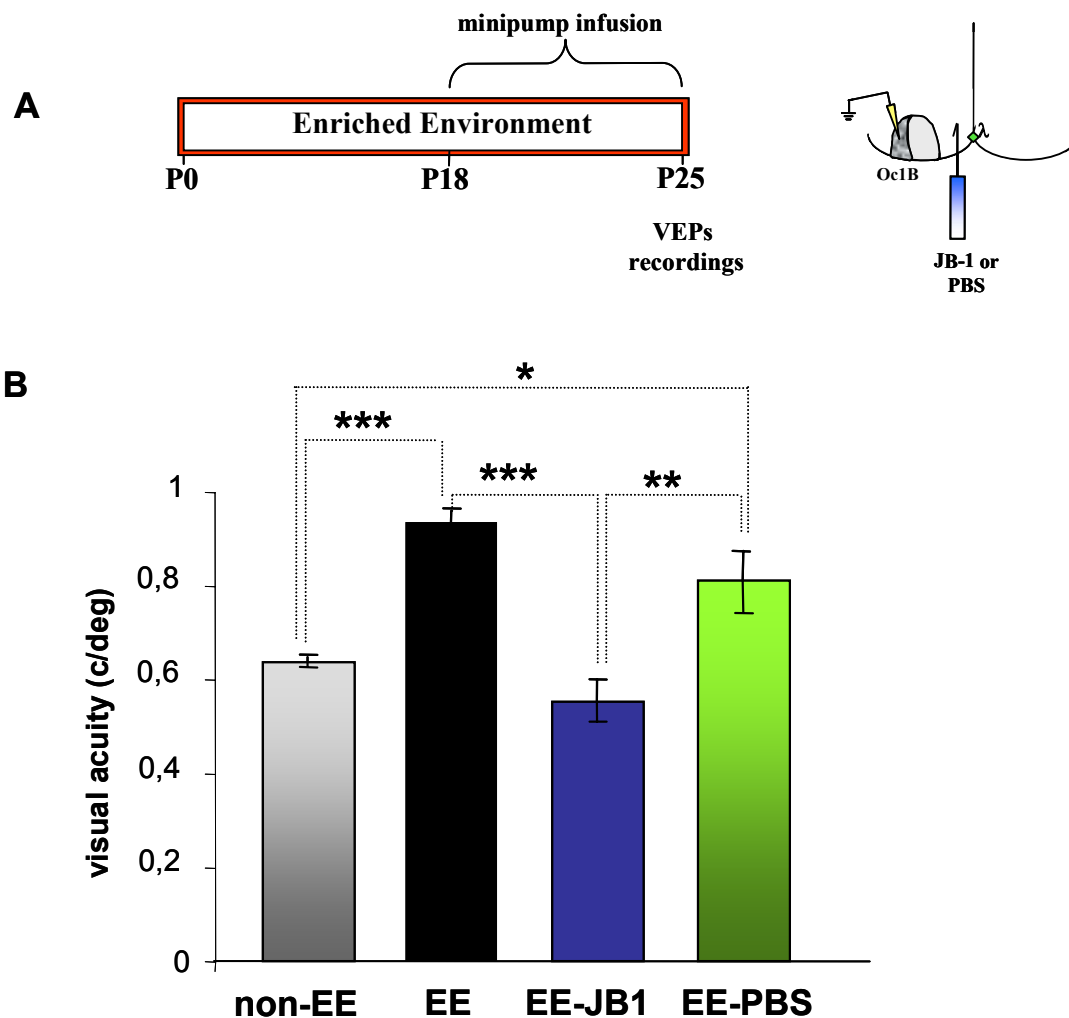 A
minipump infusion
Enriched Environment
P0
P18
P25
VEPs
recordings
λ
Oc1B
JB-1 or
PBS
B
*
***
***
**
1
0,8
0,6
0,4
0,2
0
visual acuity (c/deg)
non-EE
EE
EE-JB1
EE-PBS